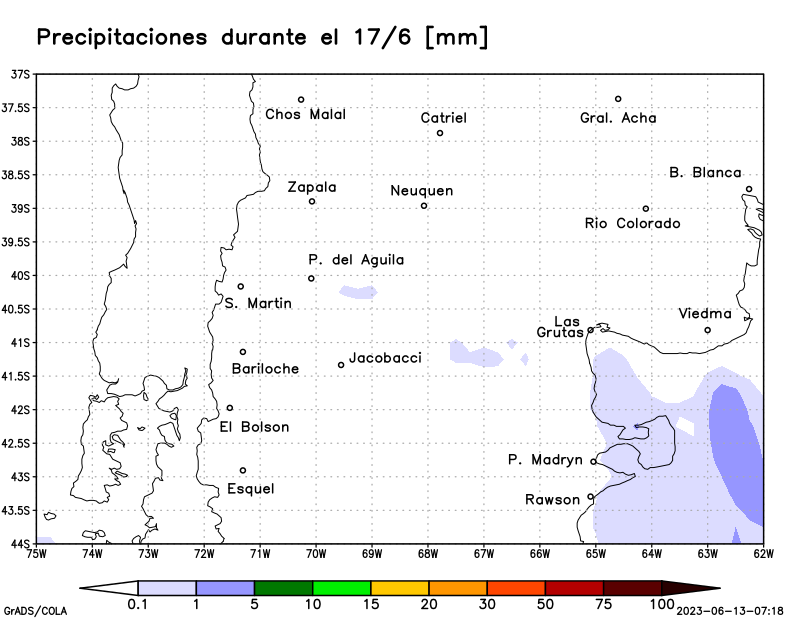 Precipitaciones durante el 17/6 [mm]
37S
37.5S
38S
38.5S
39S
39.5S
40S
40.5S
41S
41.5S
42S
42.5S
43S
43.5S
44S
Chos Malal
Catriel
Gral. Acha
B. Blanca
Zapala
Neuquen
Rio Colorado
P. del Aguila
S. Martin
Viedma
Las
Grutas
Jacobacci
Bariloche
El Bolson
P. Madryn
Esquel
Rawson
75W 74W 73W 72W 71W 70W 69W 68W 67W 66W 65W 64W 63W 62W
0.1 1 5 10 15 20 30 50 75 100
GrADS/COLA
2023-06-13-07:18